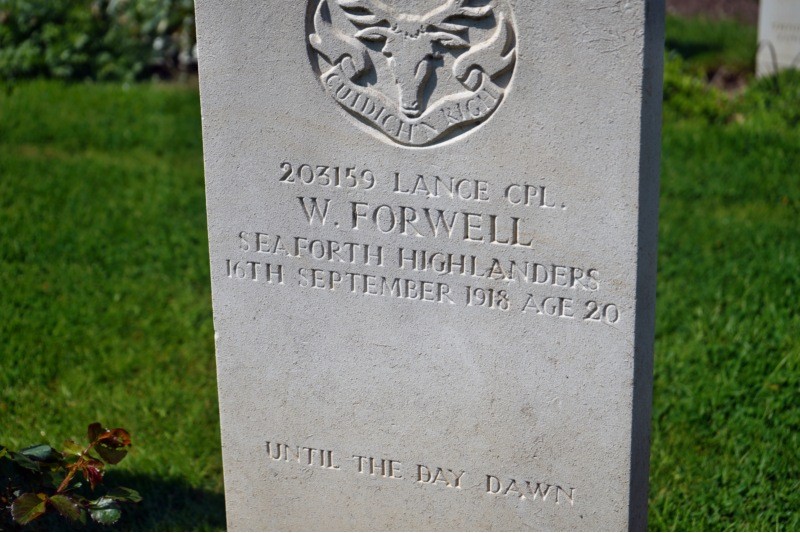 CUIDICH'N RIGH
203159 LANCE CPL.
W. FORWELL
SEAFORTH HIGHLANDERS
16TH SEPTEMBER 1918 AGE 20
UNTIL THE DAY DAWN